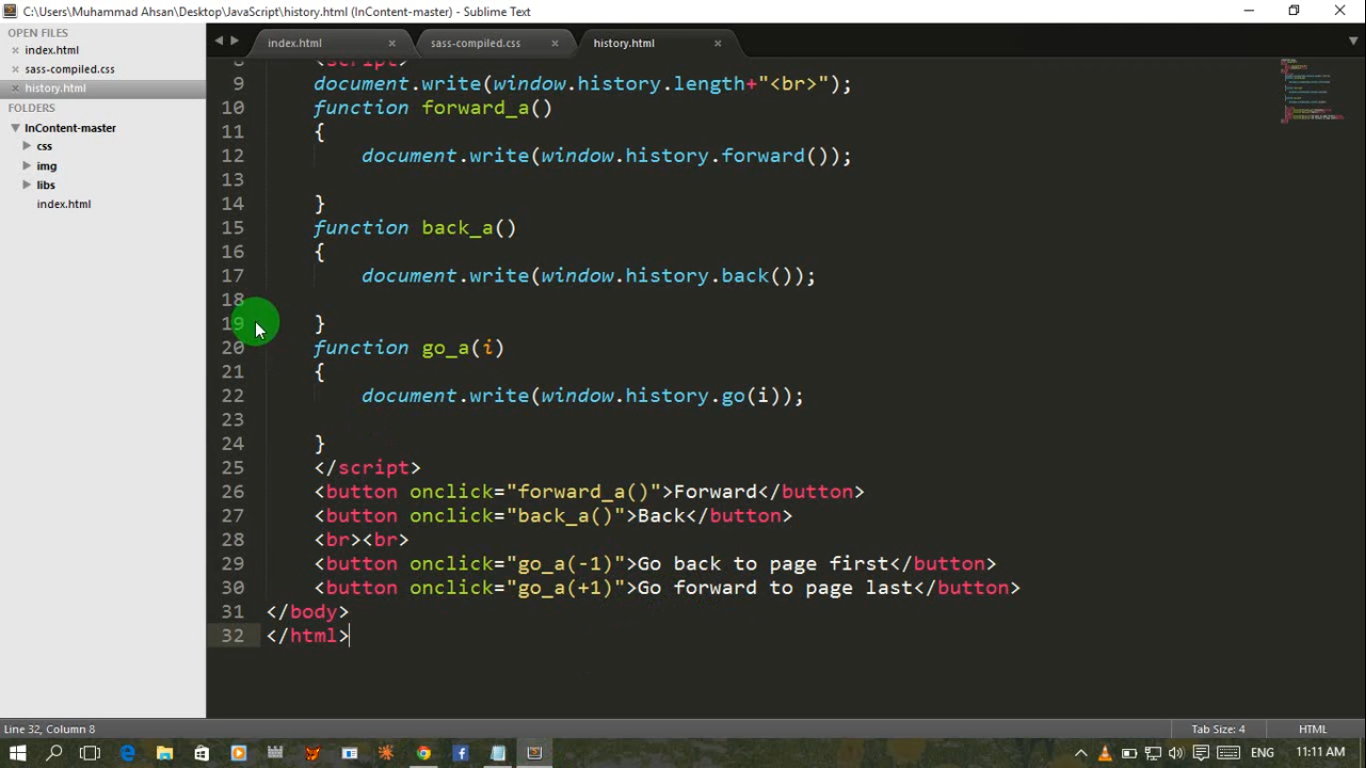 C:\Users\Muhammad Ahsan\Desktop\JavaScript\history.html (InContent-master) - Sublime Text
OPEN FILES
index.html
sass-compiled.css
history.html
FOLDERS
InContent-master
css
img
libs
index.html
index.html
sass-compiled.css
history.html
8 <script>
9 document.write(window.history.length+"<br>");
10 function forward_a()
11 {
12 document.write(window.history.forward());
13
14 }
15 function back_a()
16 {
17 document.write(window.history.back());
18
19 }
20 function go_a(i)
21 {
22 document.write(window.history.go(i));
23
24 }
25 </script>
26 <button onclick="forward_a()">Forward</button>
27 <button onclick="back_a()">Back</button>
28 <br><br>
29 <button onclick="go_a(-1)">Go back to page first</button>
30 <button onclick="go_a(+1)">Go forward to page last</button>
31 </body>
32 </html>
Line 32, Column 8
Tab Size: 4
HTML
ENG
11:11 AM